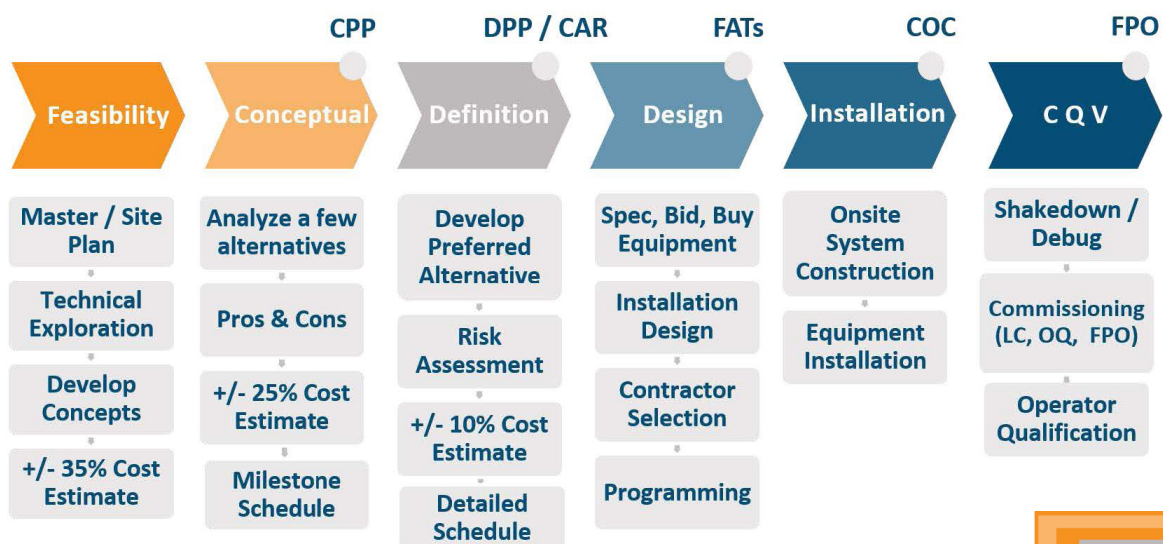 CPP
DPP / CAR
FATs
COC
FPO
Feasibility
Conceptual
Definition
Design
Installation
C Q V
Master / Site
Plan
Technical
Exploration
Develop
Concepts
+/- 35% Cost
Estimate
Analyze a few
alternatives
Pros & Cons
+/- 25% Cost
Estimate
Milestone
Schedule
Develop
Preferred
Alternative
Risk
Assessment
+/- 10% Cost
Estimate
Detailed
Schedule
Spec, Bid, Buy
Equipment
Installation
Design
Contractor
Selection
Programming
Onsite
System
Construction
Equipment
Installation
Shakedown /
Debug
Commissioning
(LC, OQ, FPO)
Operator
Qualification